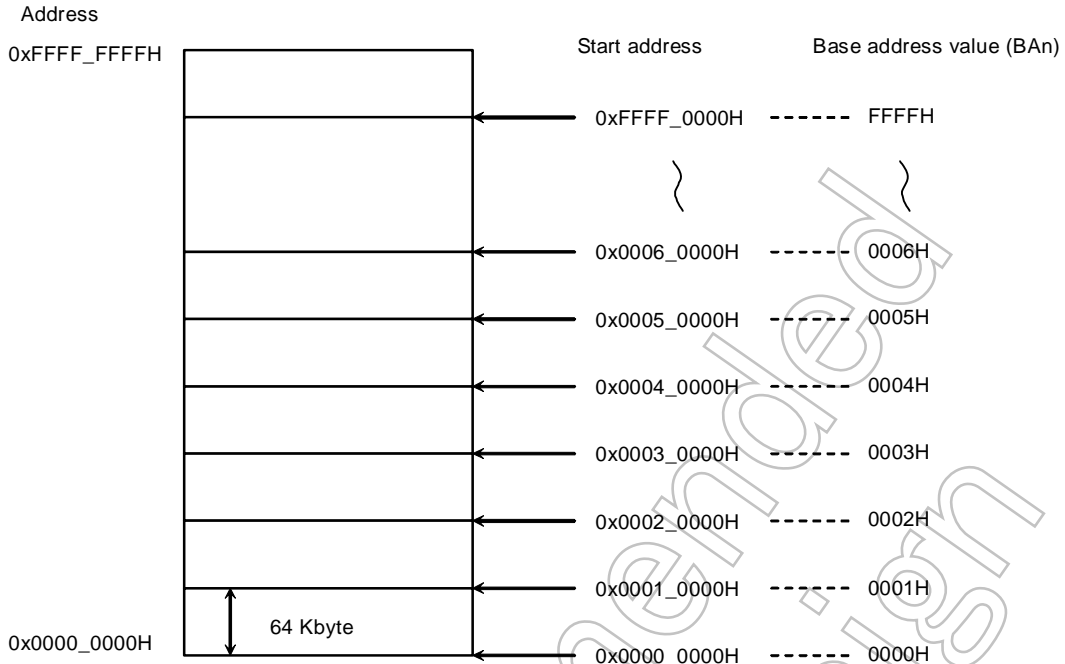 Address
0xFFFF_FFFFH
Start address Base address value (BAn)
0xFFFF_0000H ------ FFFFH
0x0006_0000H ------ 0006H
0x0005_0000H ------ 0005H
0x0004_0000H ------ 0004H
0x0003_0000H ------ 0003H
0x0002_0000H ------ 0002H
0x0001_0000H ------ 0001H
64 Kbyte
0x0000_0000H
0x0000_0000H ------ 0000H